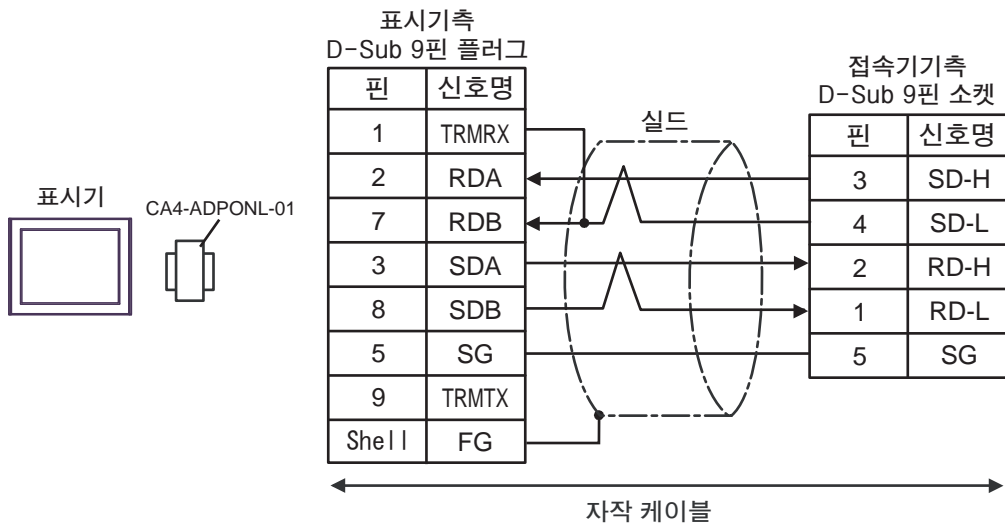 표시기측
D-Sub 9핀 플러그
핀 신호명
1 TRMRX
2 RDA
7 RDB
3 SDA
8 SDB
5 SG
9 TRMTX
Shell FG
실드
접속기기측
D-Sub 9핀 소켓
핀 신호명
3 SD-H
4 SD-L
2 RD-H
1 RD-L
5 SG
표시기
CA4-ADPONL-01
자작 케이블